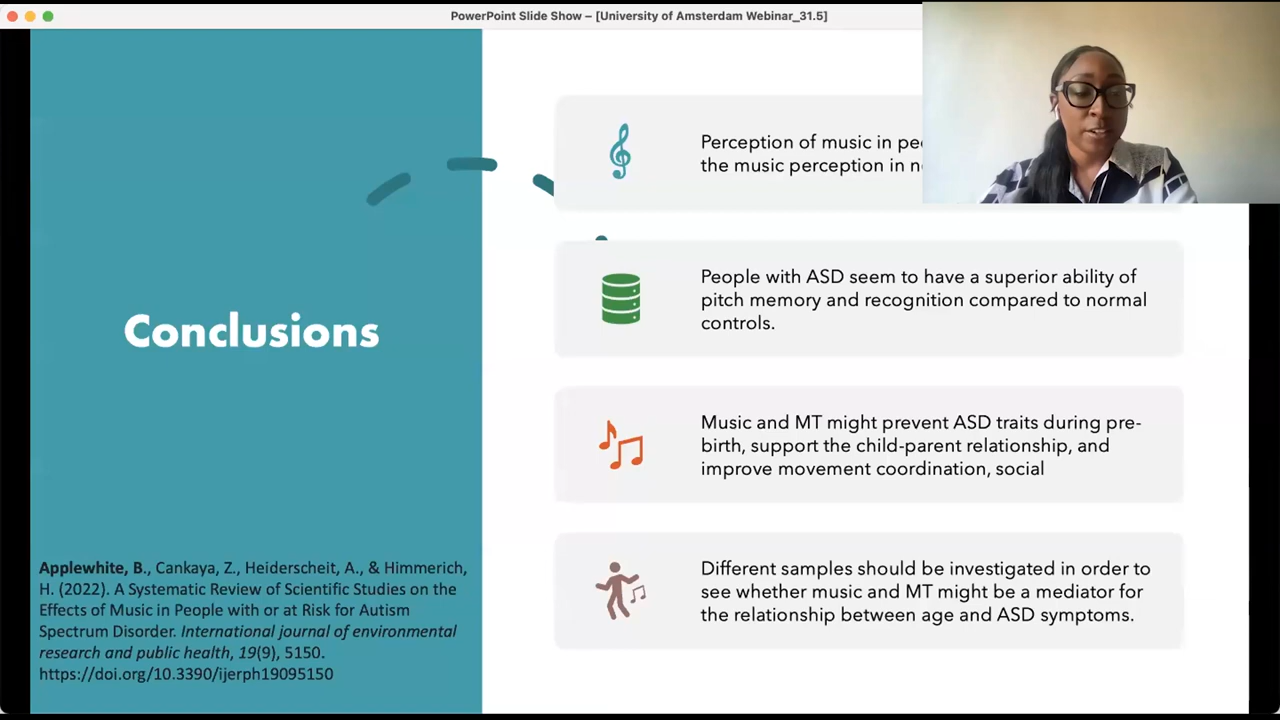 PowerPoint Slide Show – [University of Amsterdam Webinar_31.5]
Conclusions
Applewhite, B., Cankaya, Z., Heiderscheit, A., & Himmerich,
H. (2022). A Systematic Review of Scientific Studies on the
Effects of Music in People with or at Risk for Autism
Spectrum Disorder. International journal of environmental
research and public health, 19(9), 5150.
https://doi.org/10.3390/ijerph19095150
Perception of music in
the music perception in
People with ASD seem to have a superior ability of
pitch memory and recognition compared to normal
controls.
Music and MT might prevent ASD traits during pre-
birth, support the child-parent relationship, and
improve movement coordination, social
Different samples should be investigated in order to
see whether music and MT might be a mediator for
the relationship between age and ASD symptoms.